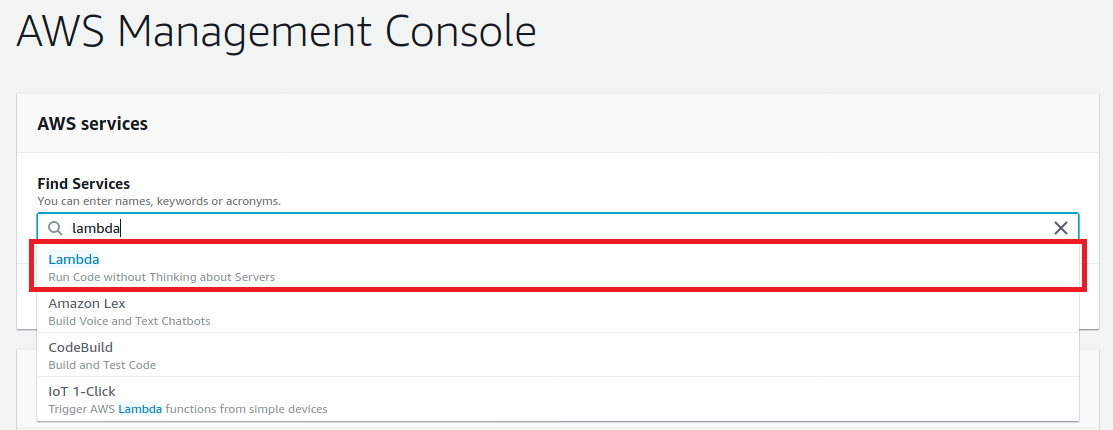 AWS Management Console
AWS services
Find Services
You can enter names, keywords or acronyms.
lambda
Lambda
Run Code without Thinking about Servers
Amazon Lex
Build Voice and Text Chatbots
CodeBuild
Build and Test Code
IoT 1-Click
Trigger AWS Lambda functions from simple devices